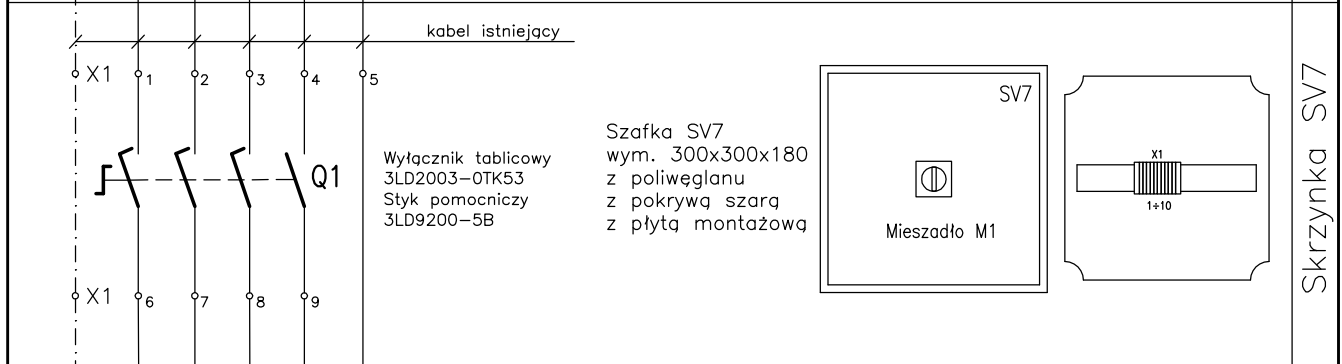 kabel istniejący
X1 1 2 3 4 5
Q1
Wyłącznik tablicowy
3LD2003-0TK53
Styk pomocniczy
3LD9200-5B
X1 6 7 8 9
Szafka SV7
wym. 300x300x180
z poliwęglanu
z pokrywą szarą
z płytą montażową
SV7
Mieszadło M1
X1
1÷10
Skrzynka SV7